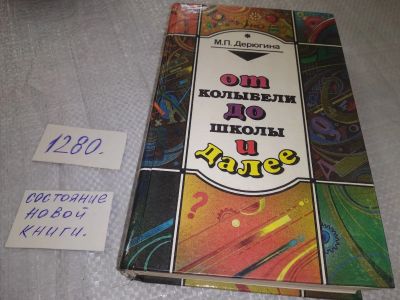 М.П. Дерюгина
от
колыбели
до
школы
и
далее
1280.
состояние
новой
книги.